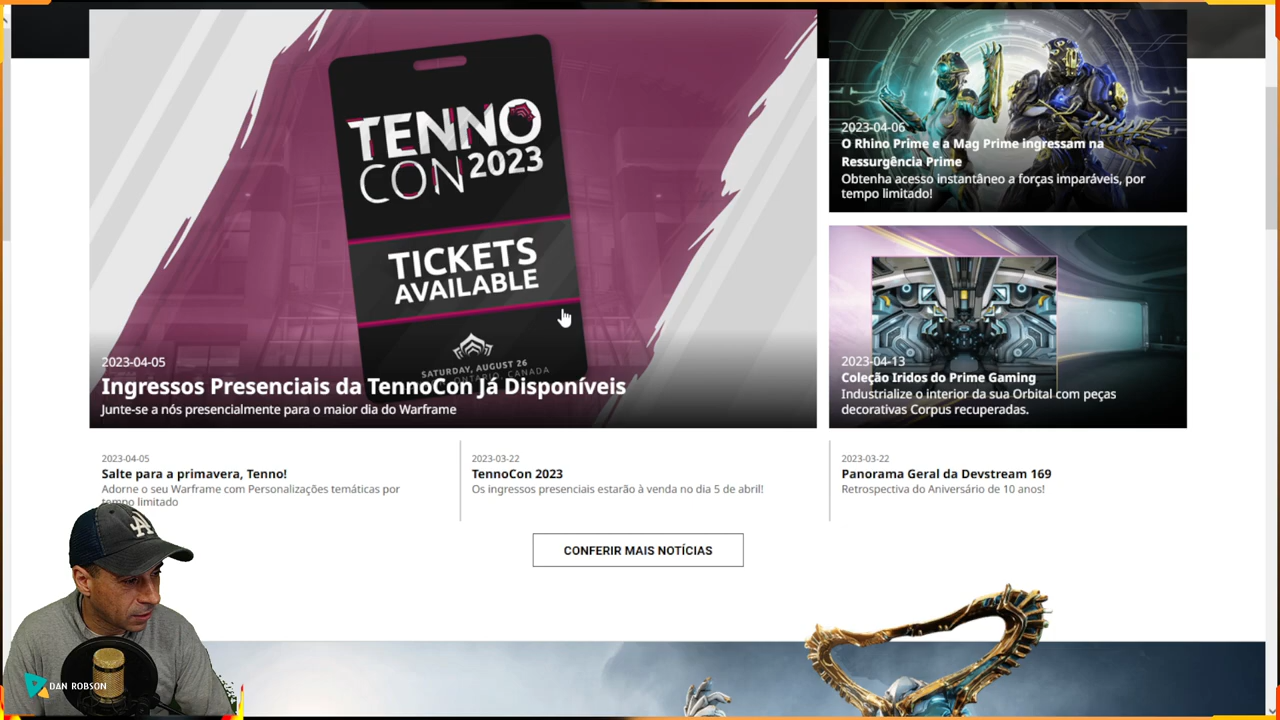 TENNO
CON 2023
TICKETS
AVAILABLE
SATURDAY, AUGUST 26
ONTARIO, CANADA
2023-04-05
Ingressos Presenciais da TennoCon Já Disponíveis
Junte-se a nós presencialmente para o maior dia do Warframe
2023-04-06
O Rhino Prime e a Mag Prime ingressam na
Ressurgência Prime
Obtenha acesso instantâneo a forças imparáveis, por
tempo limitado!
2023-04-13
Coleção Iridos do Prime Gaming
Industrialize o interior da sua Orbital com peças
decorativas Corpus recuperadas.
2023-04-05
Salte para a primavera, Tenno!
Adorne o seu Warframe com Personalizações temáticas por
tempo limitado
2023-03-22
TennoCon 2023
Os ingressos presenciais estarão à venda no dia 5 de abril!
2023-03-22
Panorama Geral da Devstream 169
Retrospectiva do Aniversário de 10 anos!
CONFERIR MAIS NOTÍCIAS
DAN ROBSON